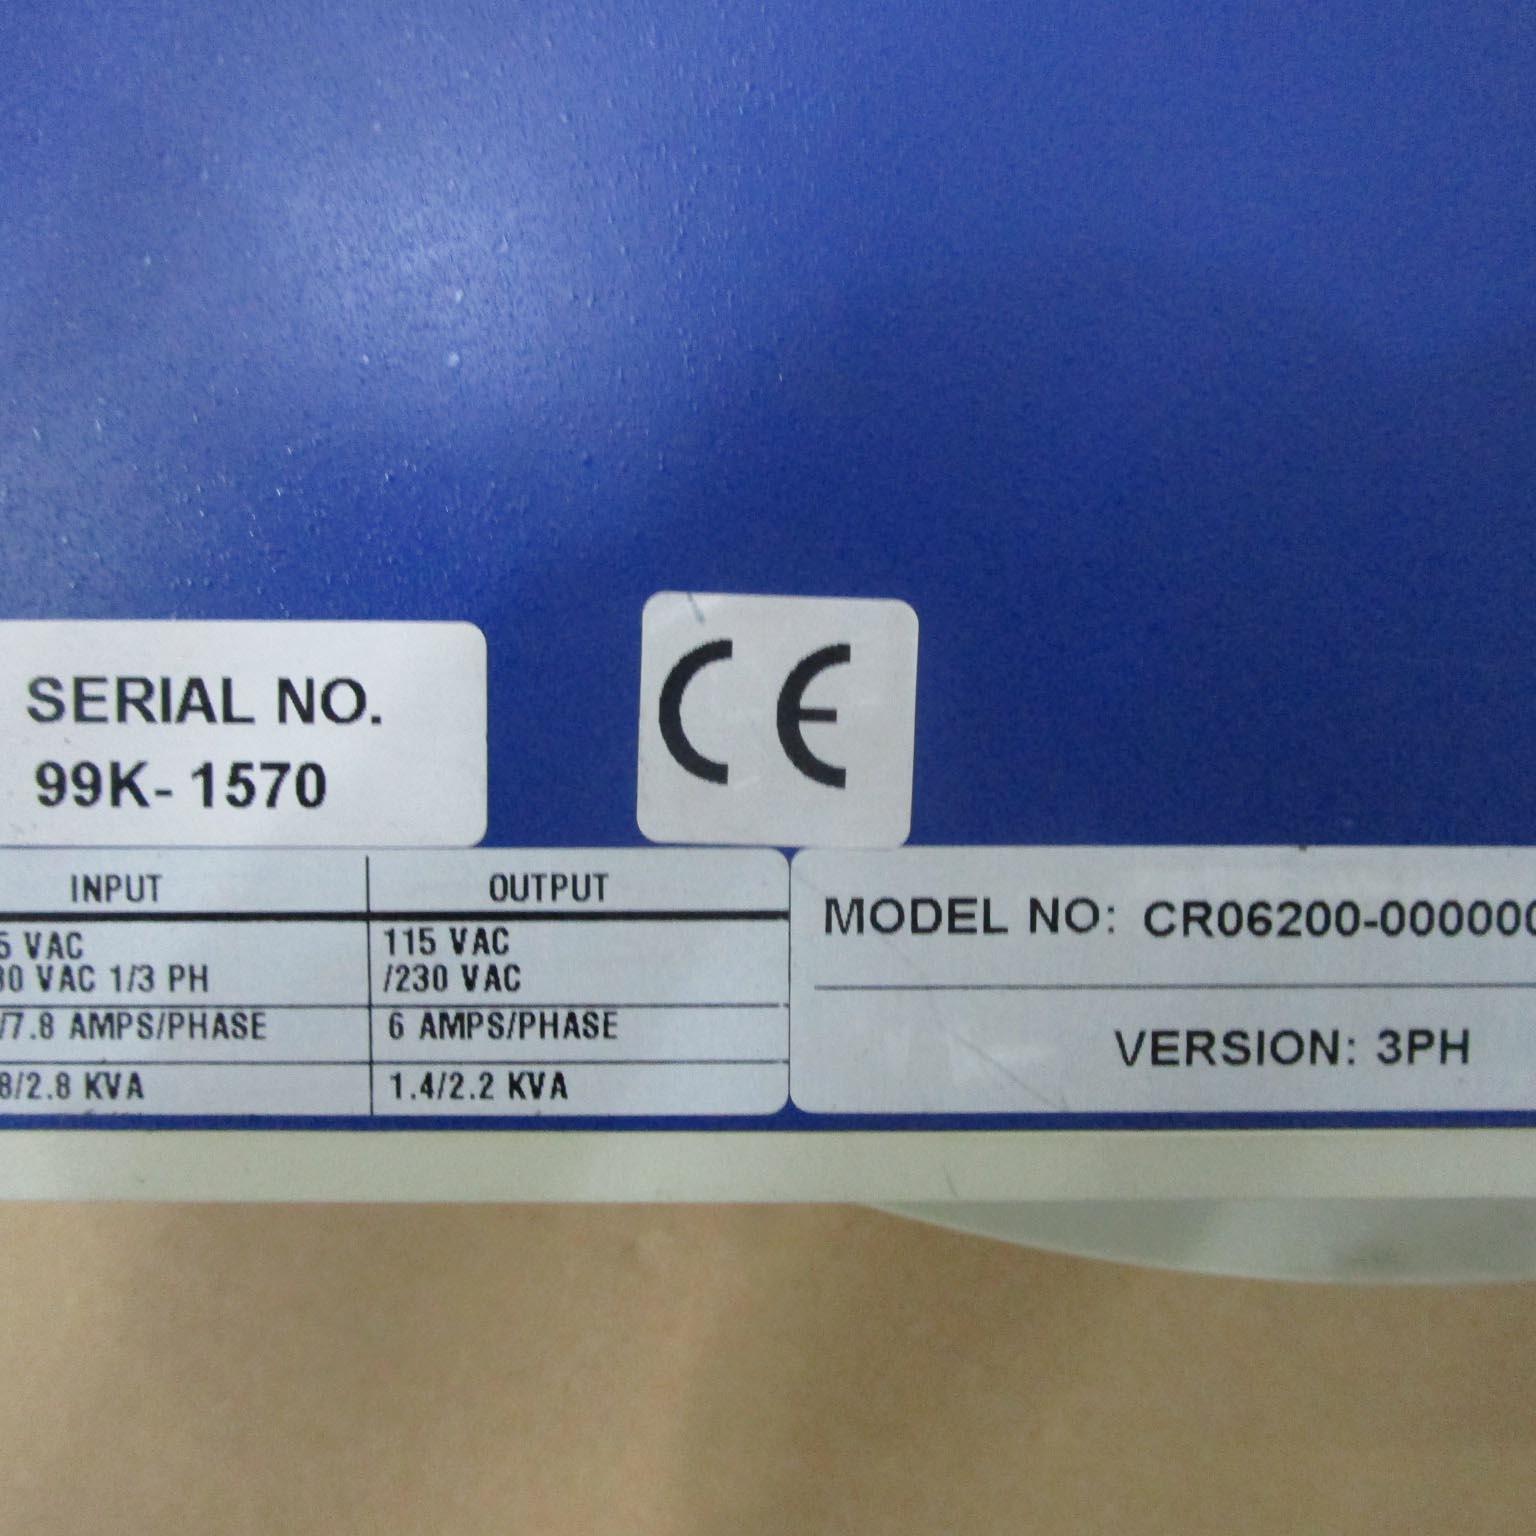 SERIAL NO.
99K-1570
CE
INPUT OUTPUT
5 VAC 115 VAC
30 VAC 1/3 PH /230 VAC
/7.8 AMPS/PHASE 6 AMPS/PHASE
8/2.8 KVA 1.4/2.2 KVA
MODEL NO: CR06200-000000
VERSION: 3PH